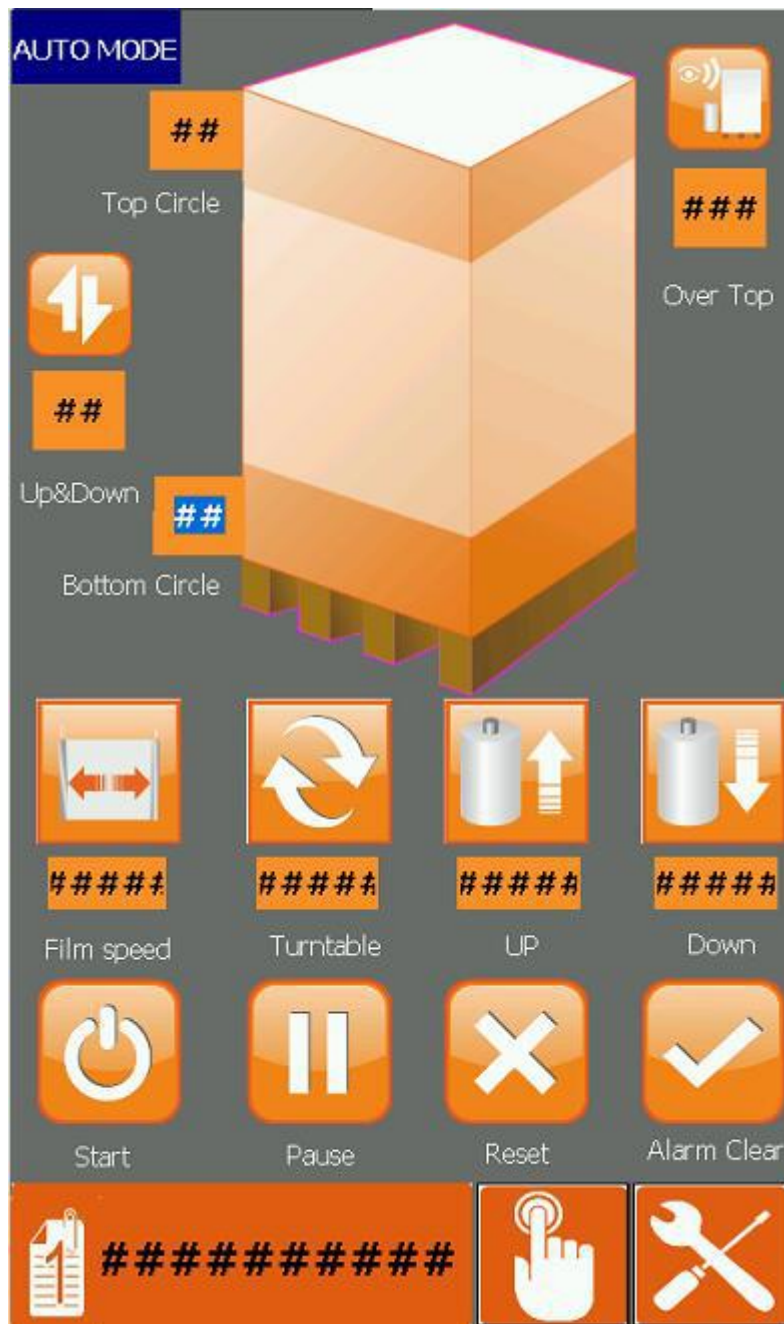 AUTO MODE
##
Top Circle
###
Over Top
##
Up&Down
##
Bottom Circle
##### ##### ##### #####
Film speed Turntable UP Down
Start Pause Reset Alarm Clear
1 ##########